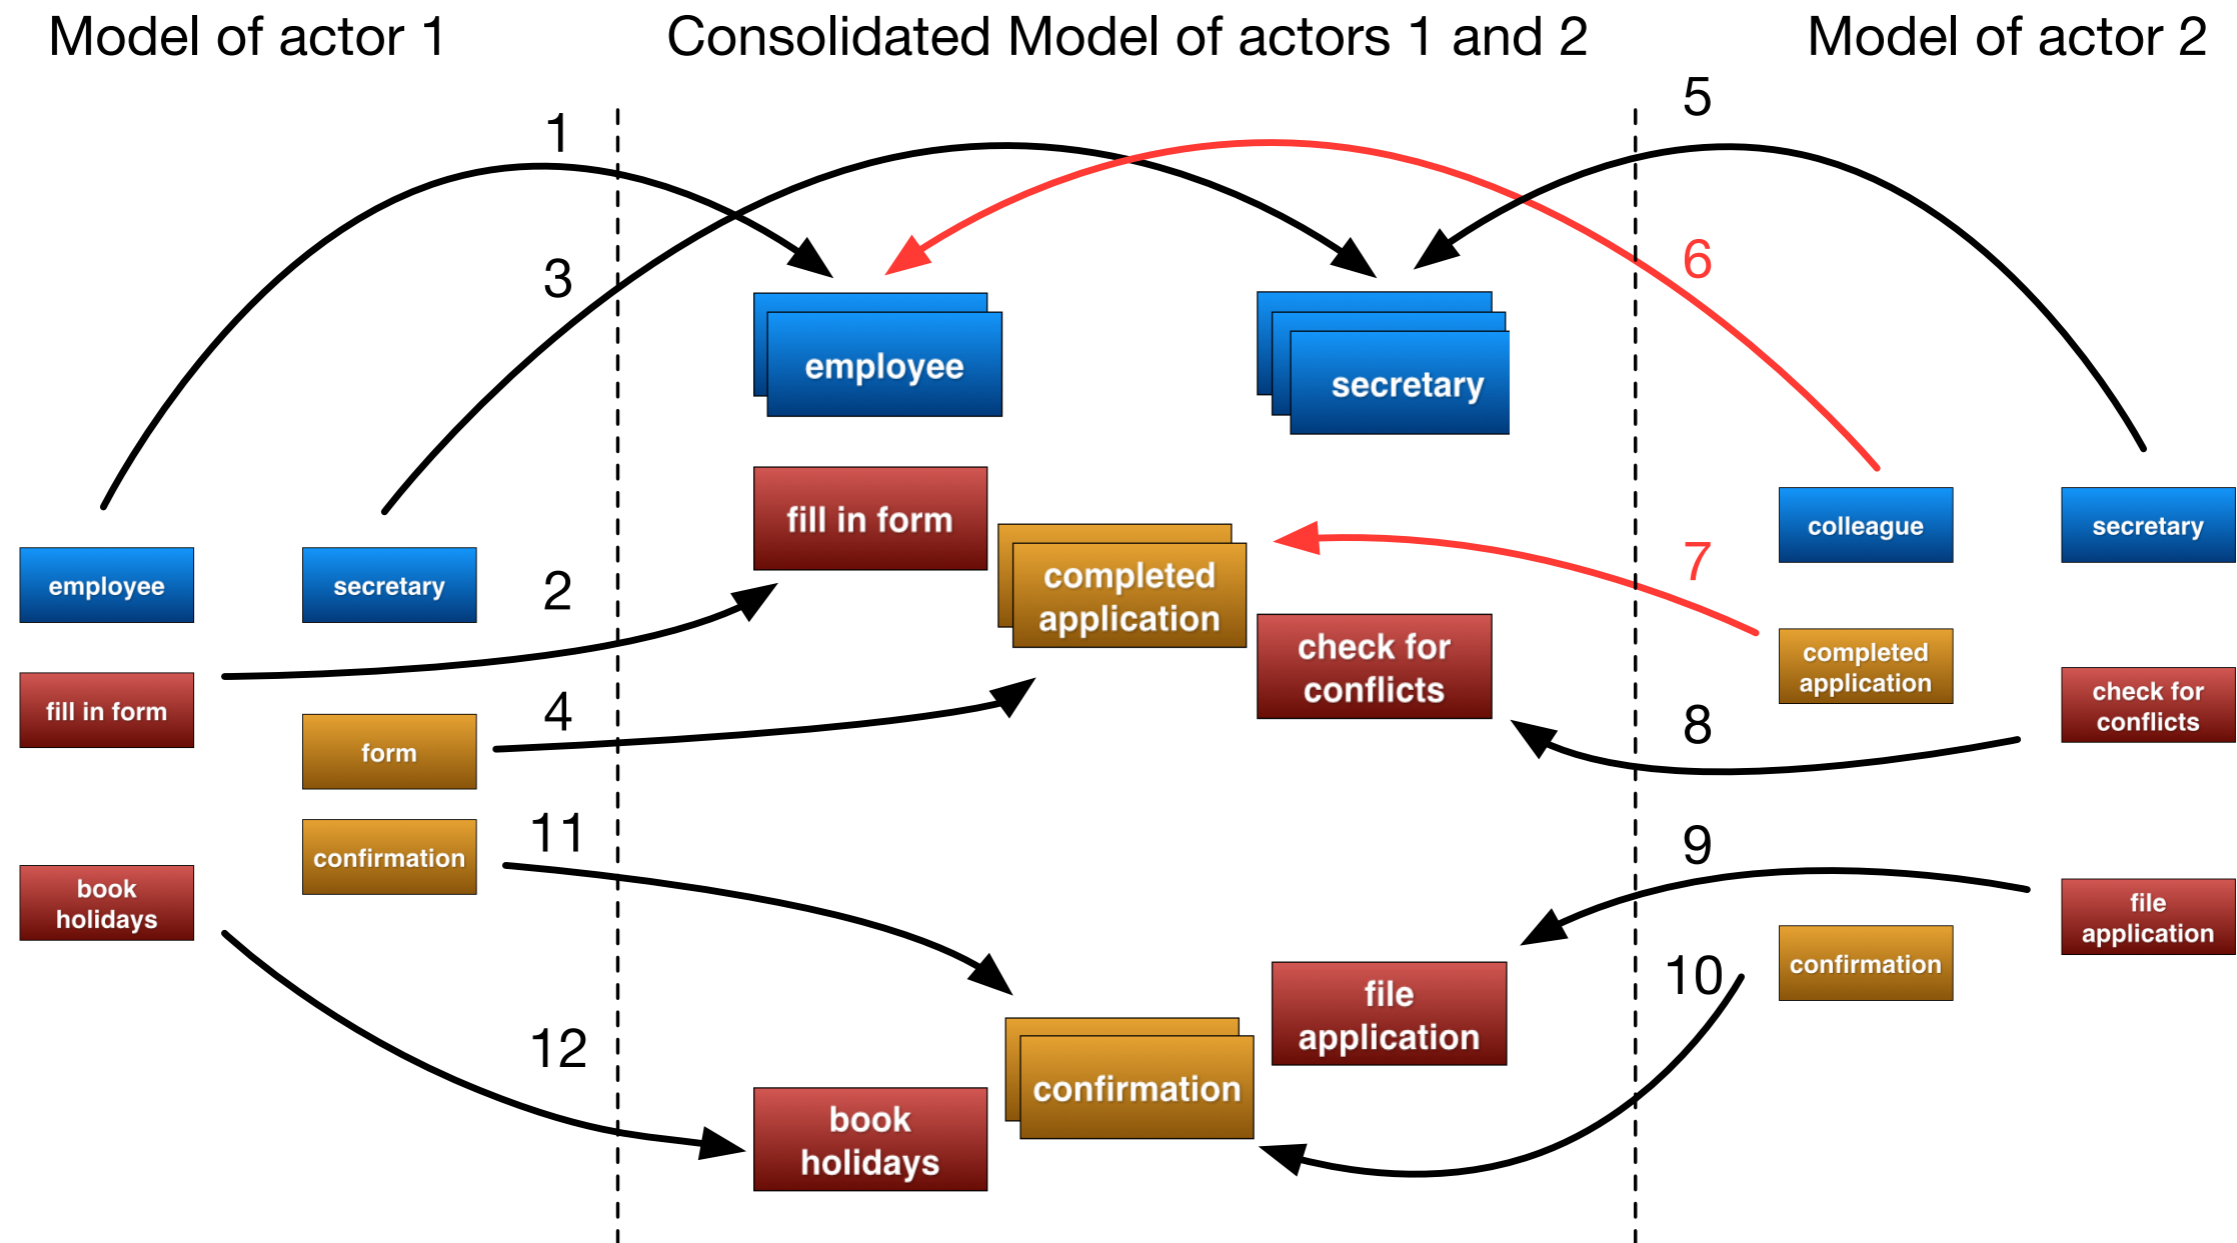 Model of actor 1
Consolidated Model of actors 1 and 2
Model of actor 2
1
3
2
4
11
12
5
6
7
8
9
10
employee
secretary
fill in form
form
confirmation
book
holidays
employee
secretary
fill in form
completed
application
check for
conflicts
file
application
confirmation
book
holidays
colleague
secretary
completed
application
check for
conflicts
file
application
confirmation